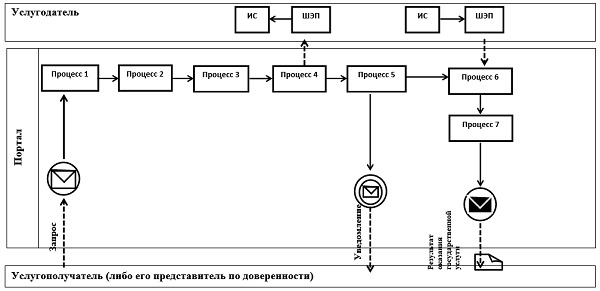 Услугодатель
ИС
ШЭП
ИС
ШЭП
Портал
Процесс 1
Процесс 2
Процесс 3
Процесс 4
Процесс 5
Процесс 6
Процесс 7
Запрос
Уведомление
Результат
оказания
государственной
услуги
Услугополучатель (либо его представитель по доверенности)